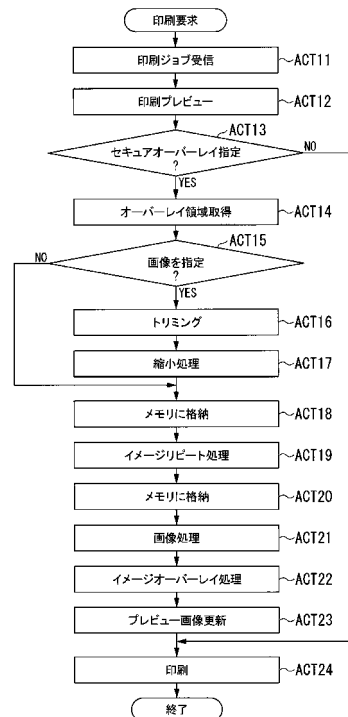 印刷要求
印刷ジョブ受信
ACT11
印刷プレビュー
ACT12
ACT13
セキュアオーバーレイ指定
?
NO
YES
オーバーレイ領域取得
ACT14
ACT15
NO
画像を指定
?
YES
トリミング
ACT16
縮小処理
ACT17
メモリに格納
ACT18
イメージリピート処理
ACT19
メモリに格納
ACT20
画像処理
ACT21
イメージオーバーレイ処理
ACT22
プレビュー画像更新
ACT23
印刷
ACT24
終了